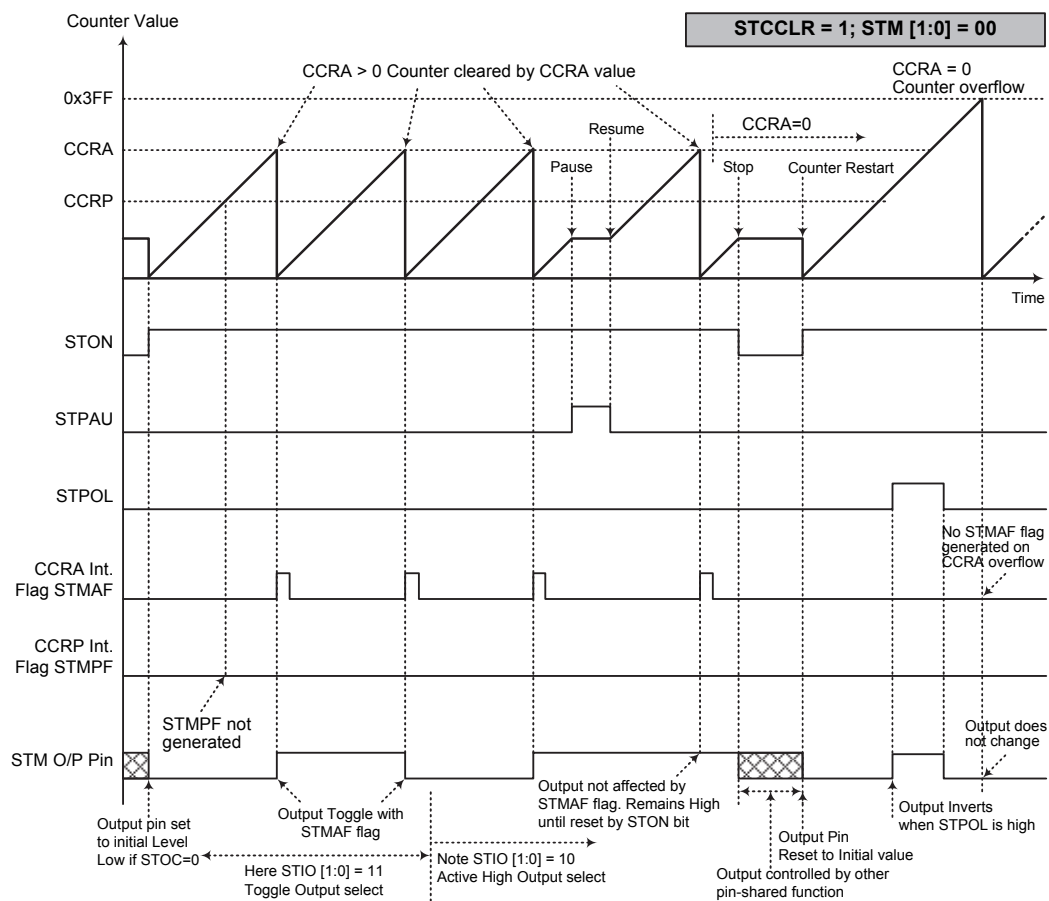 Counter Value
STCCLR = 1; STM [1:0] = 00
CCRA > 0 Counter cleared by CCRA value
CCRA = 0
Counter overflow
0x3FF
CCRA
CCRP
Pause
Resume
CCRA=0
Stop
Counter Restart
Time
STON
STPAU
STPOL
CCRA Int.
Flag STMAF
No STMAF flag
generated on
CCRA overflow
CCRP Int.
Flag STMPF
STMPF not
generated
STM O/P Pin
Output does
not change
Output pin set
to initial Level
Low if STOC=0
Output Toggle with
STMAF flag
Here STIO [1:0] = 11
Toggle Output select
Note STIO [1:0] = 10
Active High Output select
Output not affected by
STMAF flag. Remains High
until reset by STON bit
Output Pin
Reset to Initial value
Output controlled by other
pin-shared function
Output Inverts
when STPOL is high